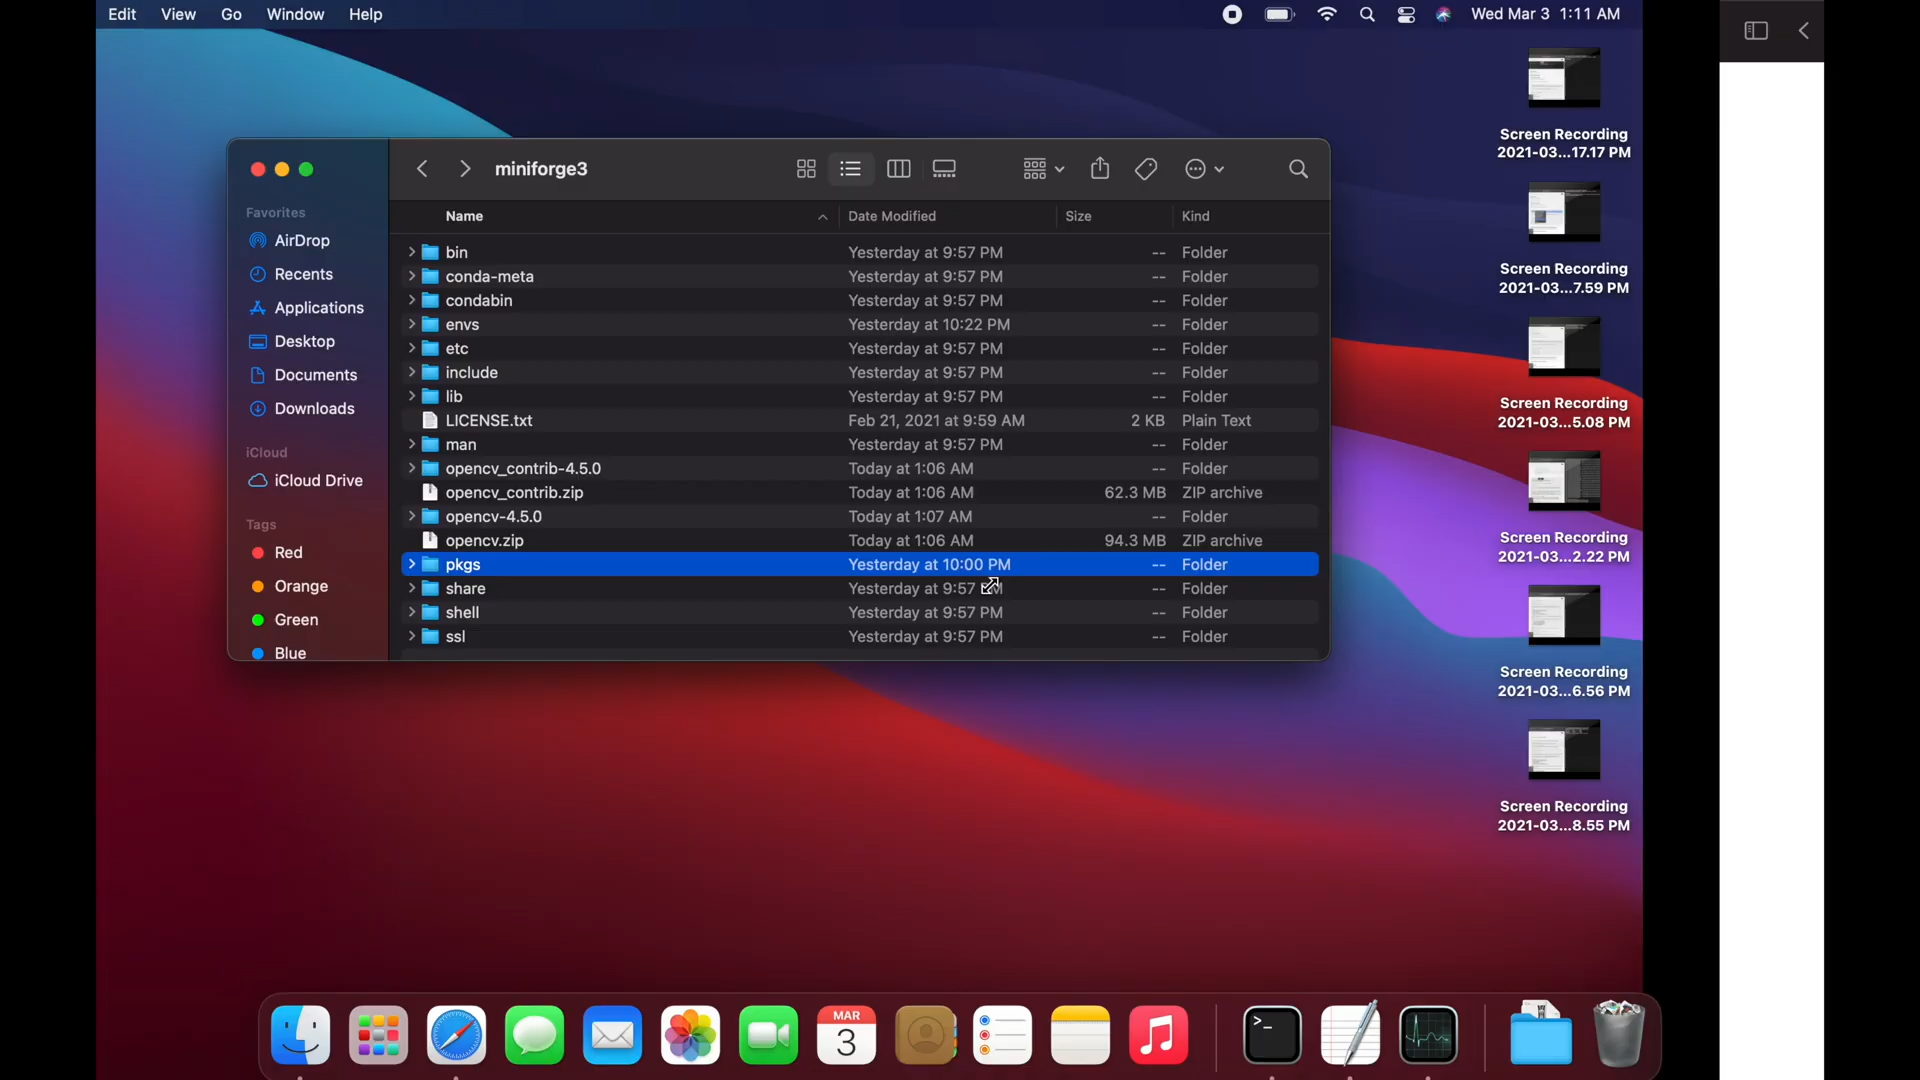 Edit View Go Window Help Wed Mar 3 1:11 AM
miniforge3
Favorites
AirDrop
Recents
Applications
Desktop
Documents
Downloads
iCloud
iCloud Drive
Tags
Red
Orange
Green
Blue
Name Date Modified Size Kind
bin Yesterday at 9:57 PM -- Folder
conda-meta Yesterday at 9:57 PM -- Folder
condabin Yesterday at 9:57 PM -- Folder
envs Yesterday at 10:22 PM -- Folder
etc Yesterday at 9:57 PM -- Folder
include Yesterday at 9:57 PM -- Folder
lib Yesterday at 9:57 PM -- Folder
LICENSE.txt Feb 21, 2021 at 9:59 AM 2 KB Plain Text
man Yesterday at 9:57 PM -- Folder
opencv_contrib-4.5.0 Today at 1:06 AM -- Folder
opencv_contrib.zip Today at 1:06 AM 62.3 MB ZIP archive
opencv-4.5.0 Today at 1:07 AM -- Folder
opencv.zip Today at 1:06 AM 94.3 MB ZIP archive
pkgs Yesterday at 10:00 PM -- Folder
share Yesterday at 9:57 PM -- Folder
shell Yesterday at 9:57 PM -- Folder
ssl Yesterday at 9:57 PM -- Folder
Screen Recording
2021-03...17.17 PM
Screen Recording
2021-03...7.59 PM
Screen Recording
2021-03...5.08 PM
Screen Recording
2021-03...2.22 PM
Screen Recording
2021-03...6.56 PM
Screen Recording
2021-03...8.55 PM
MAR
3